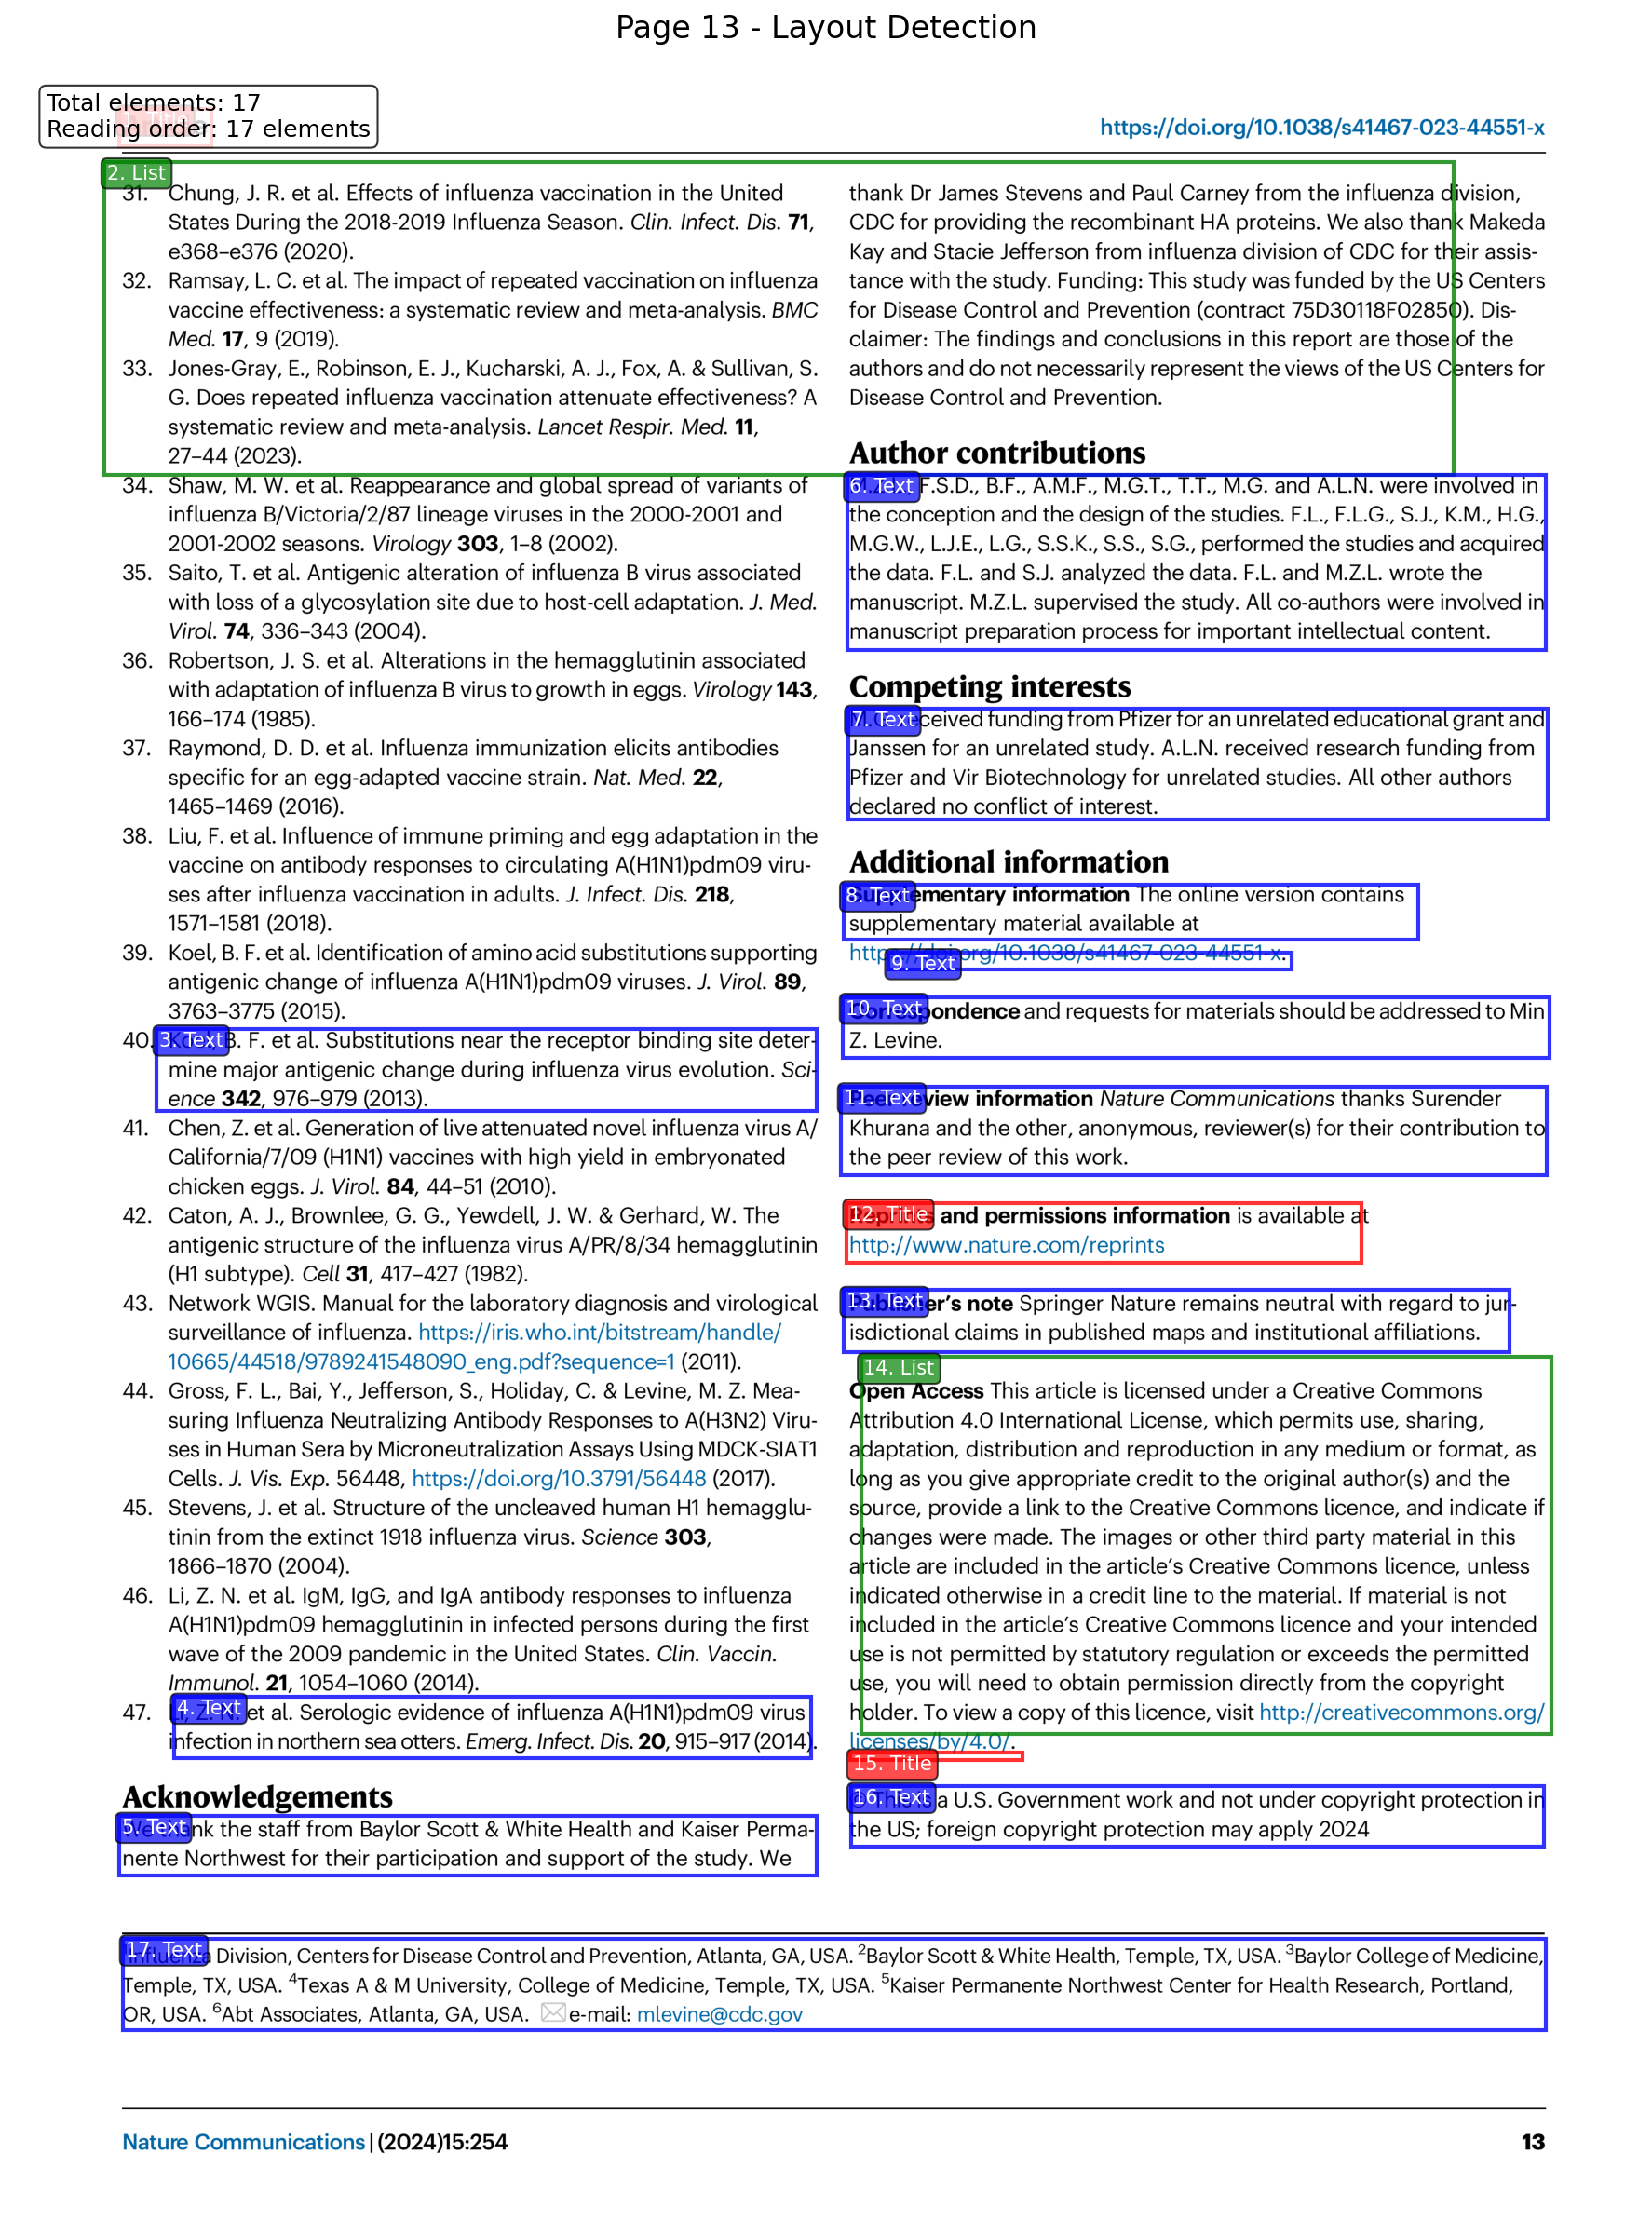 Page 13 - Layout Detection
Total elements: 17
Reading order: 17 elements
1. Title
https://doi.org/10.1038/s41467-023-44551-x
2. List
31. Chung, J. R. et al. Effects of influenza vaccination in the United
States During the 2018-2019 Influenza Season. Clin. Infect. Dis. 71,
e368–e376 (2020).
32. Ramsay, L. C. et al. The impact of repeated vaccination on influenza
vaccine effectiveness: a systematic review and meta-analysis. BMC
Med. 17, 9 (2019).
33. Jones-Gray, E., Robinson, E. J., Kucharski, A. J., Fox, A. & Sullivan, S.
G. Does repeated influenza vaccination attenuate effectiveness? A
systematic review and meta-analysis. Lancet Respir. Med. 11,
27–44 (2023).
34. Shaw, M. W. et al. Reappearance and global spread of variants of
influenza B/Victoria/2/87 lineage viruses in the 2000-2001 and
2001-2002 seasons. Virology 303, 1–8 (2002).
35. Saito, T. et al. Antigenic alteration of influenza B virus associated
with loss of a glycosylation site due to host-cell adaptation. J. Med.
Virol. 74, 336–343 (2004).
36. Robertson, J. S. et al. Alterations in the hemagglutinin associated
with adaptation of influenza B virus to growth in eggs. Virology 143,
166–174 (1985).
37. Raymond, D. D. et al. Influenza immunization elicits antibodies
specific for an egg-adapted vaccine strain. Nat. Med. 22,
1465–1469 (2016).
38. Liu, F. et al. Influence of immune priming and egg adaptation in the
vaccine on antibody responses to circulating A(H1N1)pdm09 viru-
ses after influenza vaccination in adults. J. Infect. Dis. 218,
1571–1581 (2018).
39. Koel, B. F. et al. Identification of amino acid substitutions supporting
antigenic change of influenza A(H1N1)pdm09 viruses. J. Virol. 89,
3763–3775 (2015).
3. Text
40. B. F. et al. Substitutions near the receptor binding site deter-
mine major antigenic change during influenza virus evolution. Sci-
ence 342, 976–979 (2013).
41. Chen, Z. et al. Generation of live attenuated novel influenza virus A/
California/7/09 (H1N1) vaccines with high yield in embryonated
chicken eggs. J. Virol. 84, 44–51 (2010).
42. Caton, A. J., Brownlee, G. G., Yewdell, J. W. & Gerhard, W. The
antigenic structure of the influenza virus A/PR/8/34 hemagglutinin
(H1 subtype). Cell 31, 417–427 (1982).
43. Network WGIS. Manual for the laboratory diagnosis and virological
surveillance of influenza. https://iris.who.int/bitstream/handle/
10665/44518/9789241548090_eng.pdf?sequence=1 (2011).
44. Gross, F. L., Bai, Y., Jefferson, S., Holiday, C. & Levine, M. Z. Mea-
suring Influenza Neutralizing Antibody Responses to A(H3N2) Viru-
ses in Human Sera by Microneutralization Assays Using MDCK-SIAT1
Cells. J. Vis. Exp. 56448, https://doi.org/10.3791/56448 (2017).
45. Stevens, J. et al. Structure of the uncleaved human H1 hemagglu-
tinin from the extinct 1918 influenza virus. Science 303,
1866–1870 (2004).
46. Li, Z. N. et al. IgM, IgG, and IgA antibody responses to influenza
A(H1N1)pdm09 hemagglutinin in infected persons during the first
wave of the 2009 pandemic in the United States. Clin. Vaccin.
Immunol. 21, 1054–1060 (2014).
4. Text
47. Li, Z. N. et al. Serologic evidence of influenza A(H1N1)pdm09 virus
infection in northern sea otters. Emerg. Infect. Dis. 20, 915–917 (2014).
Acknowledgements
5. Text
We thank the staff from Baylor Scott & White Health and Kaiser Perma-
nente Northwest for their participation and support of the study. We
thank Dr James Stevens and Paul Carney from the influenza division,
CDC for providing the recombinant HA proteins. We also thank Makeda
Kay and Stacie Jefferson from influenza division of CDC for their assis-
tance with the study. Funding: This study was funded by the US Centers
for Disease Control and Prevention (contract 75D30118F02850). Dis-
claimer: The findings and conclusions in this report are those of the
authors and do not necessarily represent the views of the US Centers for
Disease Control and Prevention.
Author contributions
6. Text
F.S.D., B.F., A.M.F., M.G.T., T.T., M.G. and A.L.N. were involved in
the conception and the design of the studies. F.L., F.L.G., S.J., K.M., H.G.,
M.G.W., L.J.E., L.G., S.S.K., S.S., S.G., performed the studies and acquired
the data. F.L. and S.J. analyzed the data. F.L. and M.Z.L. wrote the
manuscript. M.Z.L. supervised the study. All co-authors were involved in
manuscript preparation process for important intellectual content.
Competing interests
7. Text
received funding from Pfizer for an unrelated educational grant and
Janssen for an unrelated study. A.L.N. received research funding from
Pfizer and Vir Biotechnology for unrelated studies. All other authors
declared no conflict of interest.
Additional information
8. Text
Supplementary information The online version contains
supplementary material available at
https://doi.org/10.1038/s41467-023-44551-x.
9. Text
10. Text
Correspondence and requests for materials should be addressed to Min
Z. Levine.
11. Text
Peer review information Nature Communications thanks Surender
Khurana and the other, anonymous, reviewer(s) for their contribution to
the peer review of this work.
12. Title
Reprints and permissions information is available at
http://www.nature.com/reprints
13. Text
Publisher's note Springer Nature remains neutral with regard to jur-
isdictional claims in published maps and institutional affiliations.
14. List
Open Access This article is licensed under a Creative Commons
Attribution 4.0 International License, which permits use, sharing,
adaptation, distribution and reproduction in any medium or format, as
long as you give appropriate credit to the original author(s) and the
source, provide a link to the Creative Commons licence, and indicate if
changes were made. The images or other third party material in this
article are included in the article's Creative Commons licence, unless
indicated otherwise in a credit line to the material. If material is not
included in the article's Creative Commons licence and your intended
use is not permitted by statutory regulation or exceeds the permitted
use, you will need to obtain permission directly from the copyright
holder. To view a copy of this licence, visit http://creativecommons.org/
licenses/by/4.0/.
15. Title
16. Text
© This is a U.S. Government work and not under copyright protection in
the US; foreign copyright protection may apply 2024
17. Text
Influenza Division, Centers for Disease Control and Prevention, Atlanta, GA, USA. ²Baylor Scott & White Health, Temple, TX, USA. ³Baylor College of Medicine,
Temple, TX, USA. ⁴Texas A & M University, College of Medicine, Temple, TX, USA. ⁵Kaiser Permanente Northwest Center for Health Research, Portland,
OR, USA. ⁶Abt Associates, Atlanta, GA, USA. e-mail: mlevine@cdc.gov
Nature Communications | (2024)15:254
13